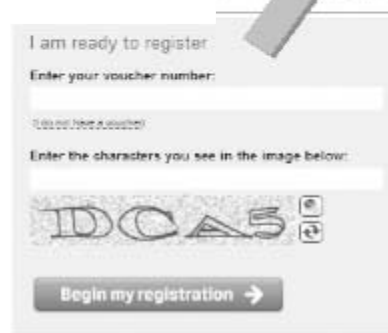 I am ready to register
Enter your voucher number:
(I do not have a voucher)
Enter the characters you see in the image below:
DCA5
Begin my registration